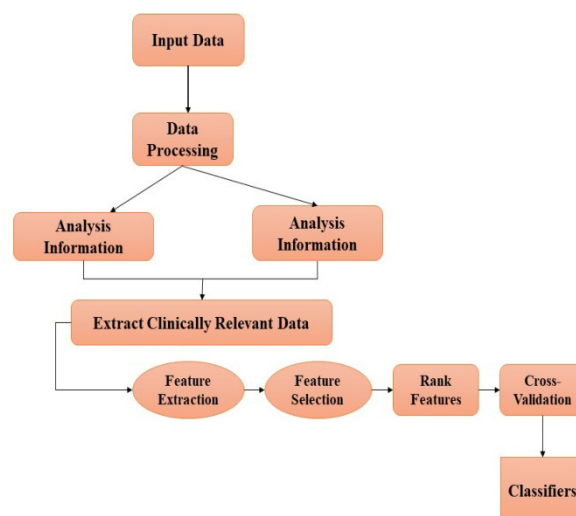 Input Data
Data
Processing
Analysis
Information
Analysis
Information
Extract Clinically Relevant Data
Feature
Extraction
Feature
Selection
Rank
Features
Cross-
Validation
Classifiers